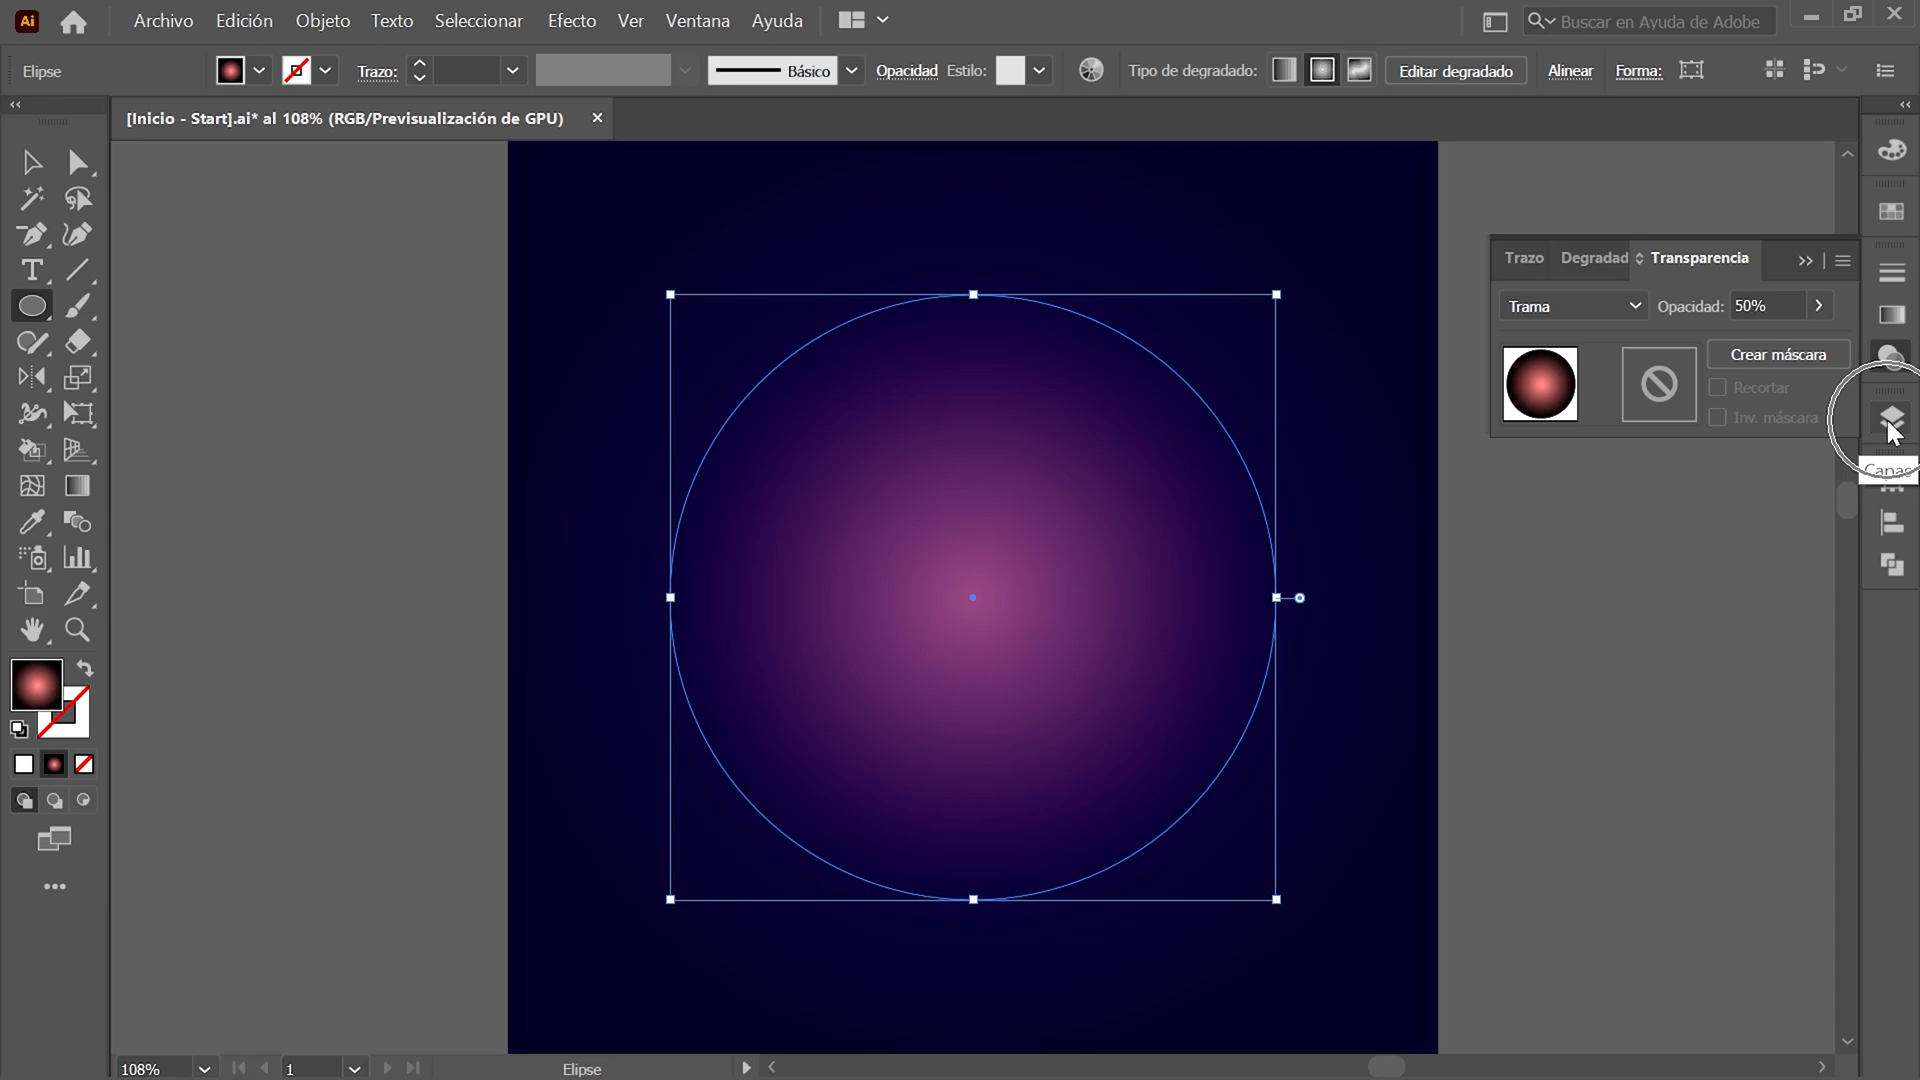 Ai Archivo Edición Objeto Texto Seleccionar Efecto Ver Ventana Ayuda Buscar en Ayuda de Adobe
Elipse Trazo: Básico Opacidad Estilo: Tipo de degradado: Editar degradado Alinear Forma:
[Inicio - Start].ai* al 108% (RGB/Previsualización de GPU) ×
Trazo Degradad Transparencia
Trama Opacidad: 50%
Crear máscara
Recortar
Inv. máscara
Capas
108% 1 Elipse